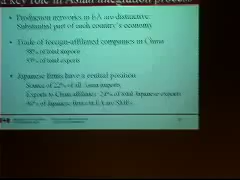 a key role in Asian integration process
• Production networks in EA are distinctive:
Substantial part of each country's economy
• Trade of foreign-affiliated companies in China
of total imports
of total exports
• Japanese firms have a central position
Source of 22% of all Asian imports
Exports to China affiliates: 24% of total Japanese exports
of Japanese firms in EA are SMEs